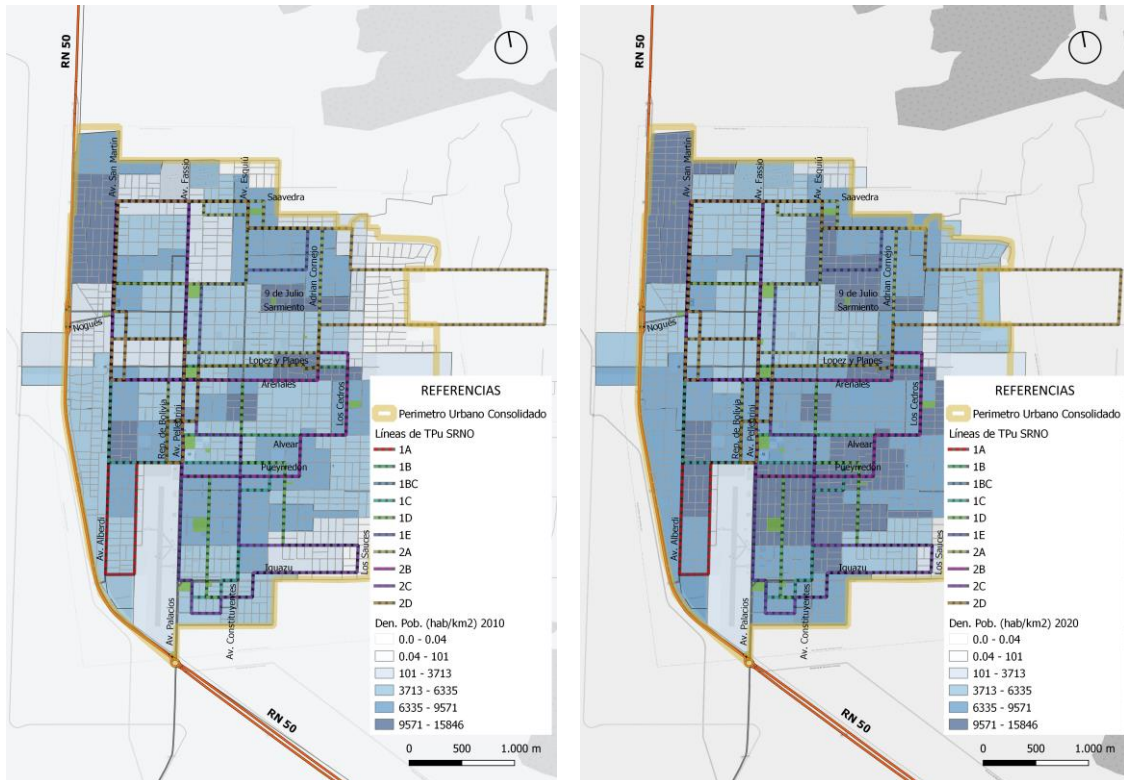 RN 50
Av. San Martín
Av. Fassio
Av. Esquiú
Saavedra
Adrian Cornejo
9 de Julio
Sarmiento
Nogués
Lopez y Planes
Arenales
Los Cedros
Rep. de Bolivia
Av. Pellegrini
Alvear
Pueyrredon
Av. Alberdi
Los Sauces
Iguazu
Av. Palacios
Av. Constituyentes
RN 50
REFERENCIAS
Perimetro Urbano Consolidado
Líneas de TPu SRNO
1A
1B
1BC
1C
1D
1E
2A
2B
2C
2D
Den. Pob. (hab/km2) 2010
0.0 - 0.04
0.04 - 101
101 - 3713
3713 - 6335
6335 - 9571
9571 - 15846
0 500 1.000 m
RN 50
Av. San Martín
Av. Fassio
Av. Esquiú
Saavedra
Adrian Cornejo
9 de Julio
Sarmiento
Nogués
Lopez y Planes
Arenales
Los Cedros
Rep. de Bolivia
Av. Pellegrini
Alvear
Pueyrredon
Av. Alberdi
Los Sauces
Iguazu
Av. Palacios
Av. Constituyentes
RN 50
REFERENCIAS
Perimetro Urbano Consolidado
Líneas de TPu SRNO
1A
1B
1BC
1C
1D
1E
2A
2B
2C
2D
Den. Pob. (hab/km2) 2020
0.0 - 0.04
0.04 - 101
101 - 3713
3713 - 6335
6335 - 9571
9571 - 15846
0 500 1.000 m